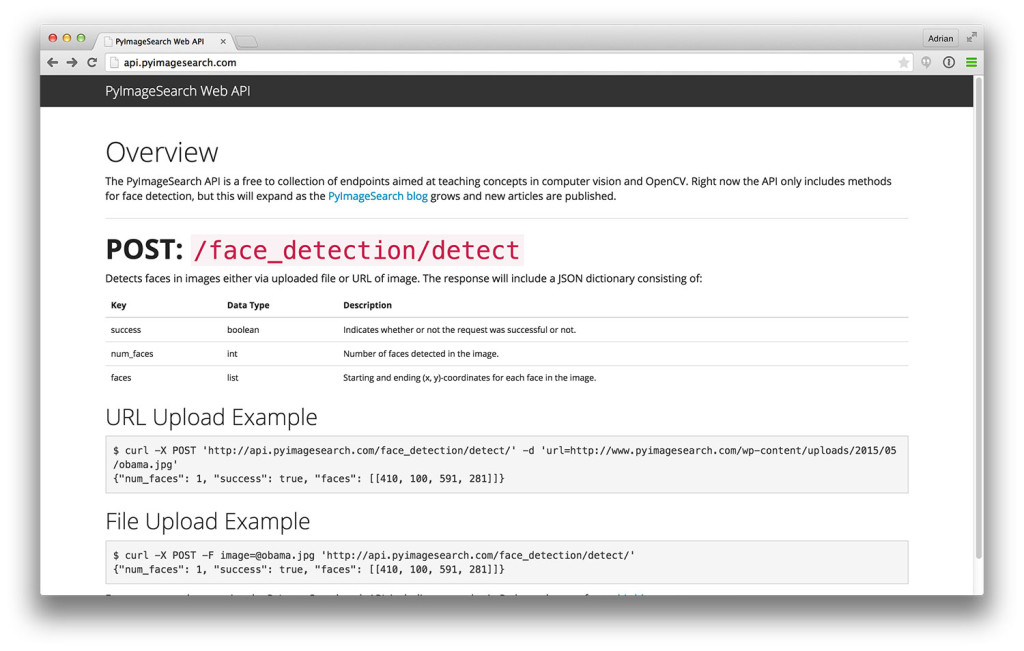 PyImageSearch Web API
Adrian
api.pyimagesearch.com
PyImageSearch Web API
Overview
The PyImageSearch API is a free to collection of endpoints aimed at teaching concepts in computer vision and OpenCV. Right now the API only includes methods
for face detection, but this will expand as the PyImageSearch blog grows and new articles are published.
POST: /face_detection/detect
Detects faces in images either via uploaded file or URL of image. The response will include a JSON dictionary consisting of:
Key Data Type Description
success boolean Indicates whether or not the request was successful or not.
num_faces int Number of faces detected in the image.
faces list Starting and ending (x, y)-coordinates for each face in the image.
URL Upload Example
$ curl -X POST 'http://api.pyimagesearch.com/face_detection/detect/' -d 'url=http://www.pyimagesearch.com/wp-content/uploads/2015/05
/obama.jpg'
{"num_faces": 1, "success": true, "faces": [[410, 100, 591, 281]]}
File Upload Example
$ curl -X POST -F image=@obama.jpg 'http://api.pyimagesearch.com/face_detection/detect/'
{"num_faces": 1, "success": true, "faces": [[410, 100, 591, 281]]}